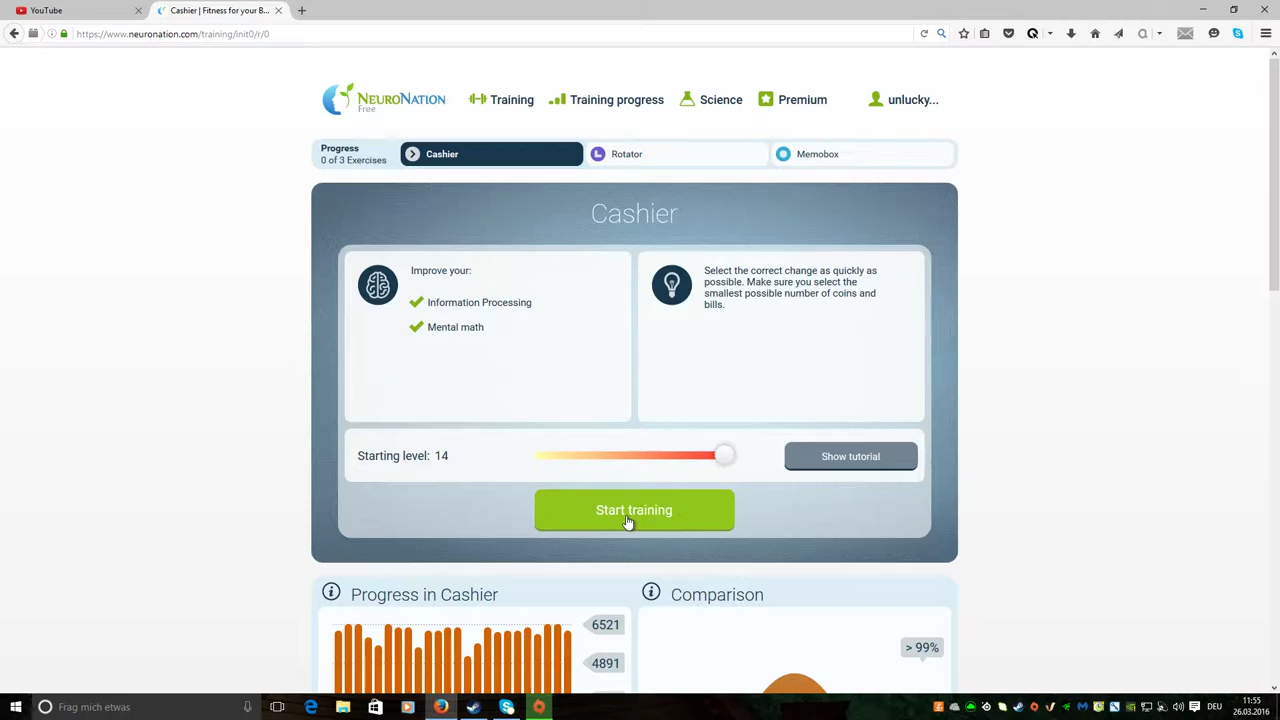 YouTube
Cashier | Fitness for your B...
https://www.neuronation.com/training/init0/r/0
NEURONATION
Free
Training
Training progress
Science
Premium
unlucky...
Progress
0 of 3 Exercises
Cashier
Rotator
Memobox
Cashier
Improve your:
Information Processing
Mental math
Select the correct change as quickly as
possible. Make sure you select the
smallest possible number of coins and
bills.
Starting level: 14
Show tutorial
Start training
Progress in Cashier
6521
4891
Comparison
> 99%
Frag mich etwas
DEU
11:55
26.03.2016